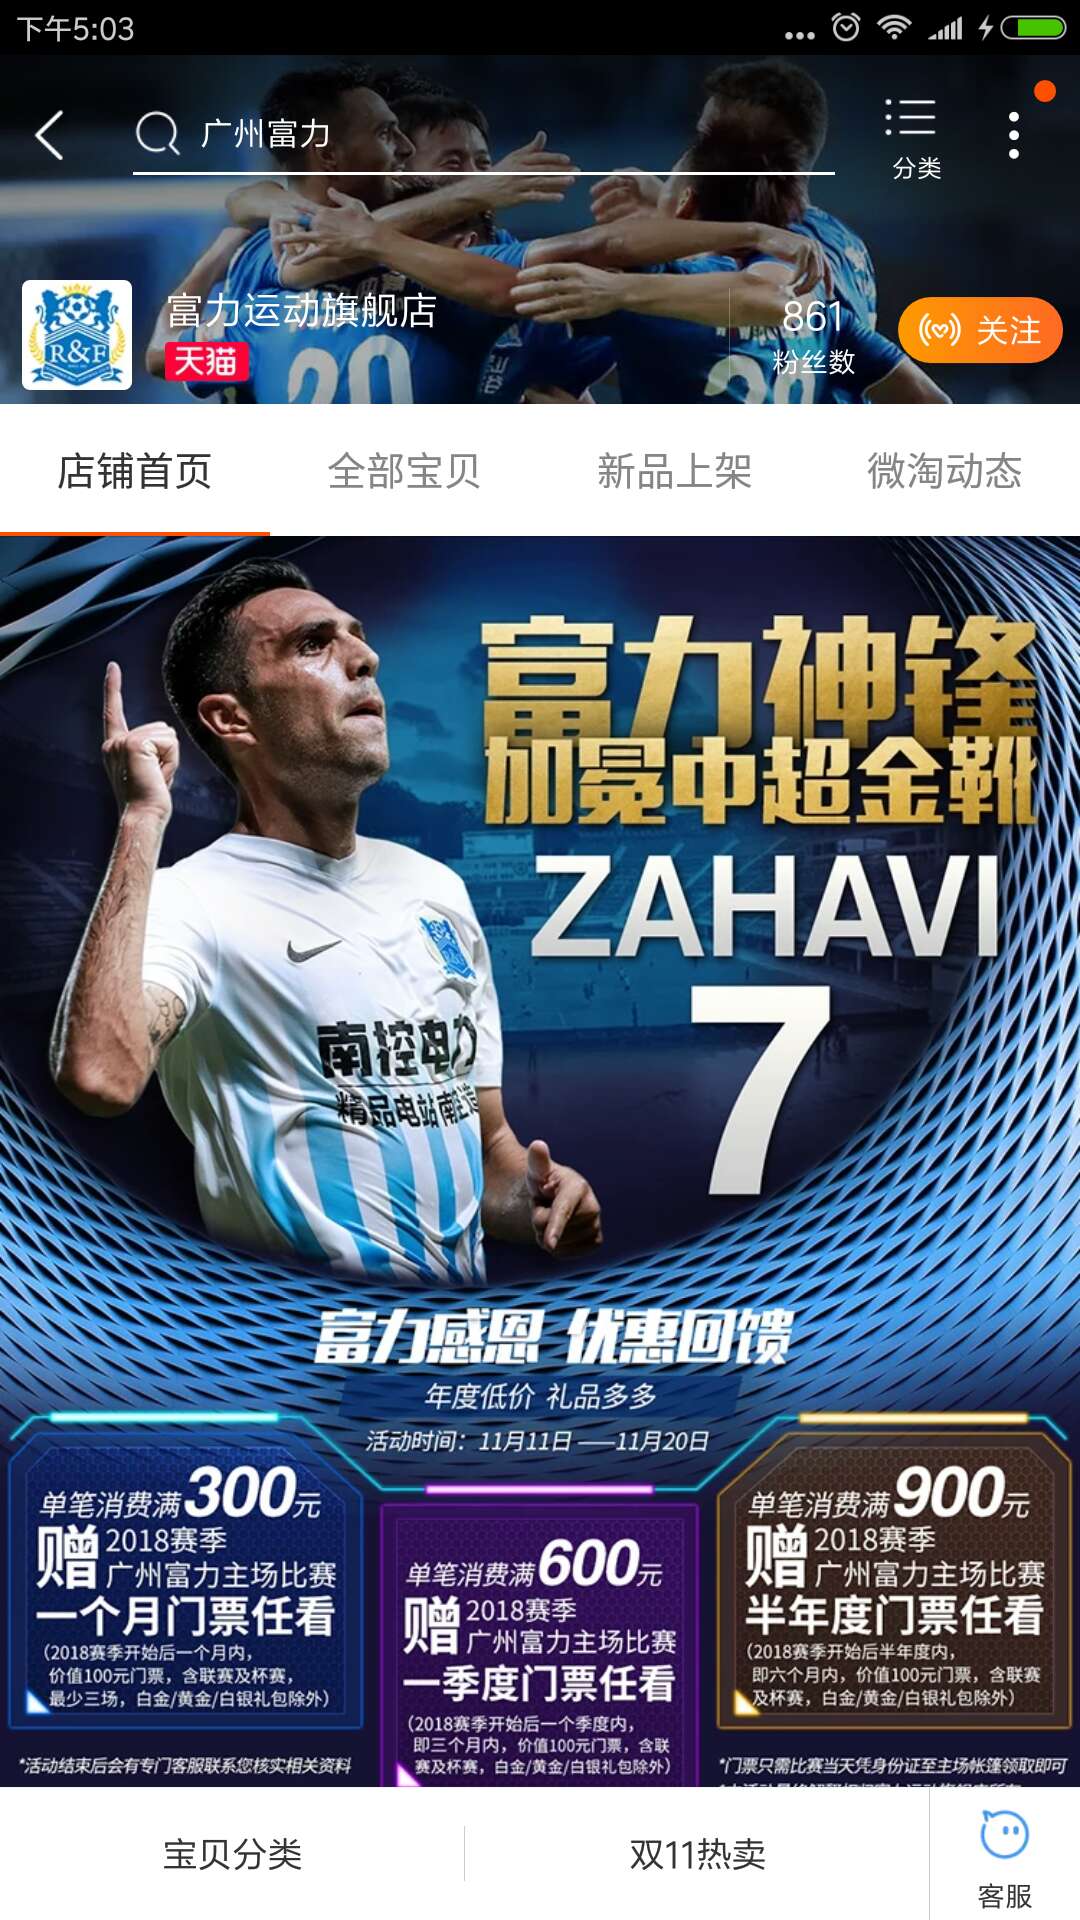 下午5:03
广州富力
分类
富力运动旗舰店
天猫
861
粉丝数
关注
R&F
20
店铺首页
全部宝贝
新品上架
微淘动态
富力神锋
加冕中超金靴
ZAHAVI
7
南控电力
精品电站南控造
富力感恩 优惠回馈
年度低价 礼品多多
活动时间：11月11日 ——11月20日
单笔消费满300元
赠2018赛季
广州富力主场比赛
一个月门票任看
（2018赛季开始后一个月内，
价值100元门票，含联赛及杯赛，
最少三场，白金/黄金/白银礼包除外）
单笔消费满600元
赠2018赛季
广州富力主场比赛
一季度门票任看
（2018赛季开始后一个季度内，
即三个月内，价值100元门票，含联
赛及杯赛，白金/黄金/白银礼包除外）
单笔消费满900元
赠2018赛季
广州富力主场比赛
半年度门票任看
（2018赛季开始后半年度内，
即六个月内，价值100元门票，含联赛
及杯赛，白金/黄金/白银礼包除外）
*活动结束后会有专门客服联系您核实相关资料
*门票只需比赛当天凭身份证至主场帐篷领取即可
宝贝分类
双11热卖
客服